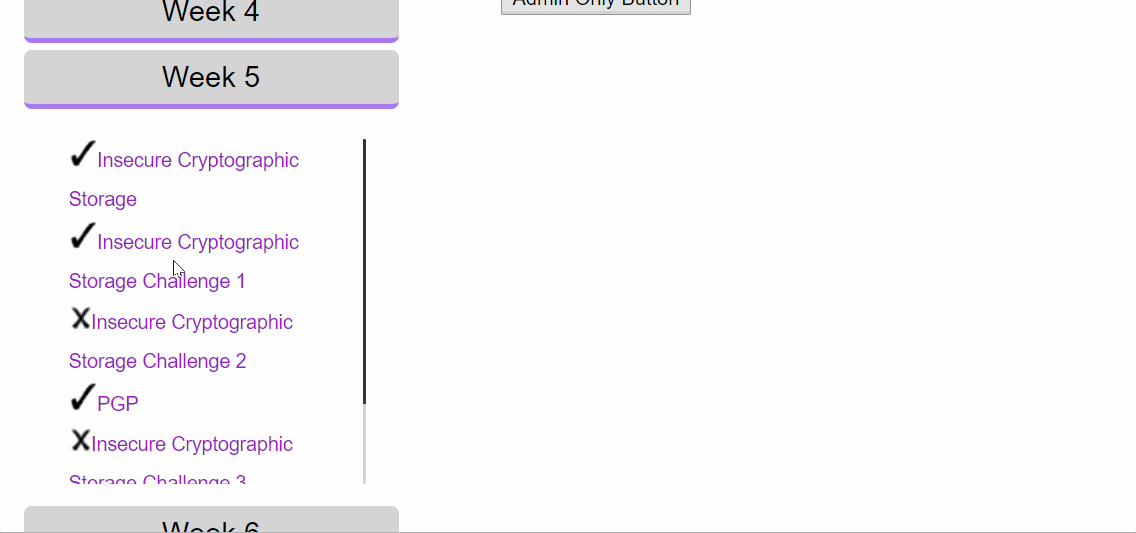 Week 4
Admin Only Button
Week 5
Insecure Cryptographic
Storage
Insecure Cryptographic
Storage Challenge 1
Insecure Cryptographic
Storage Challenge 2
PGP
Insecure Cryptographic
Storage Challenge 3
Week 6